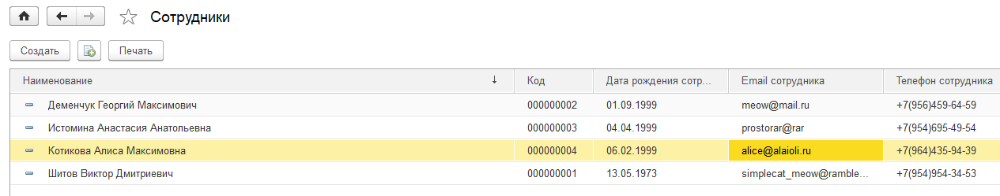 Сотрудники
Создать Печать
Наименование ↓ Код Дата рождения сотр... Email сотрудника Телефон сотрудника
Деменчук Георгий Максимович 000000002 01.09.1999 meow@mail.ru +7(956)459-64-59
Истомина Анастасия Анатольевна 000000003 04.04.1999 prostorar@rar +7(954)695-49-54
Котикова Алиса Максимовна 000000004 06.02.1999 alice@alaioli.ru +7(964)435-94-39
Шитов Виктор Дмитриевич 000000001 13.05.1973 simplecat_meow@ramble... +7(954)954-34-53